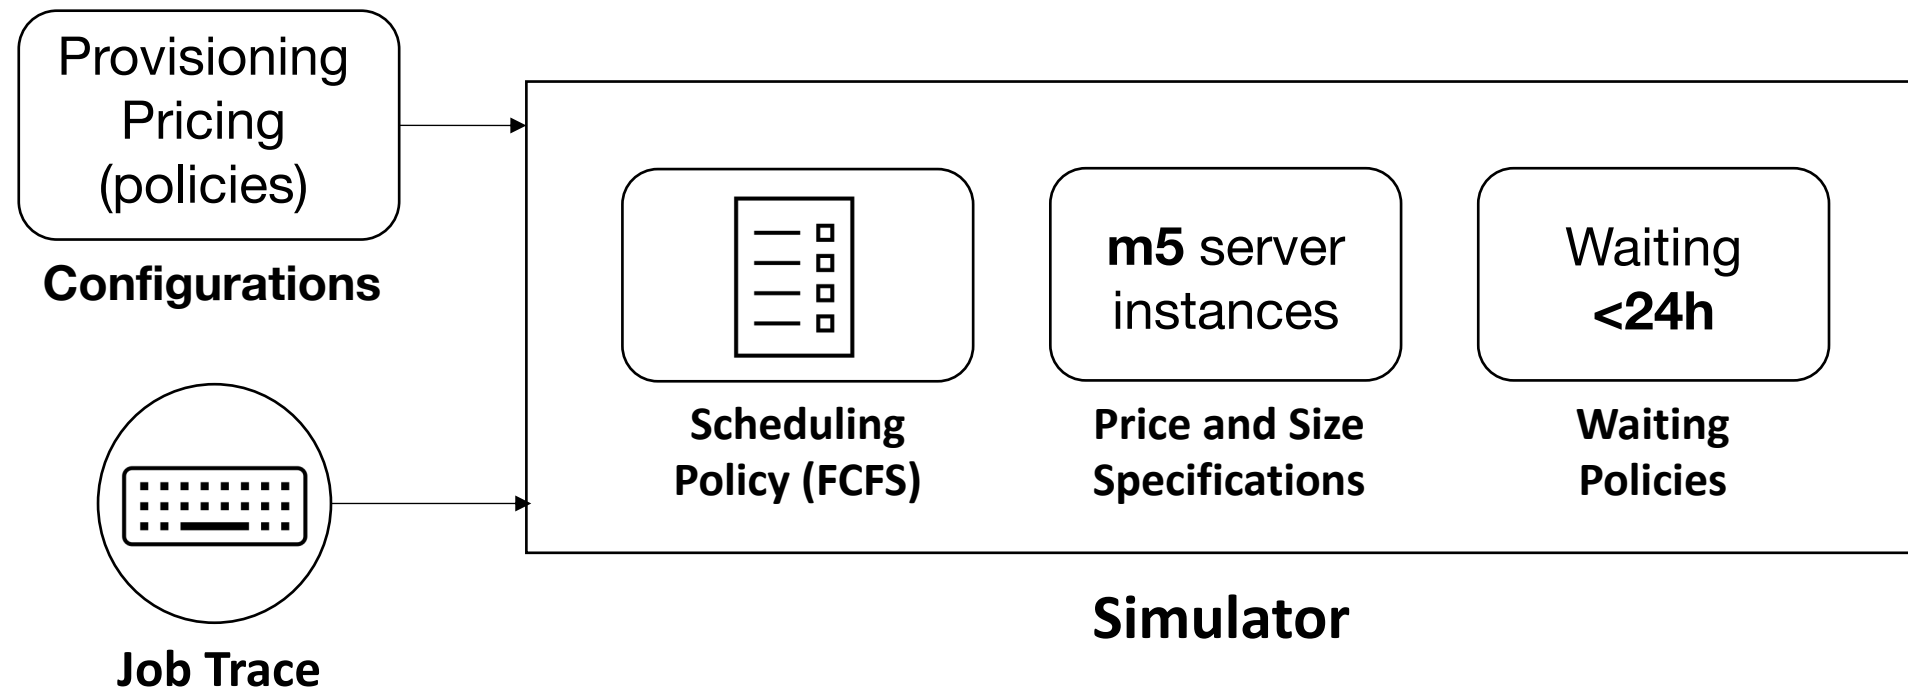 Provisioning
Pricing
(policies)
Configurations
Job Trace
m5 server
instances
Waiting
<24h
Scheduling
Policy (FCFS)
Price and Size
Specifications
Waiting
Policies
Simulator